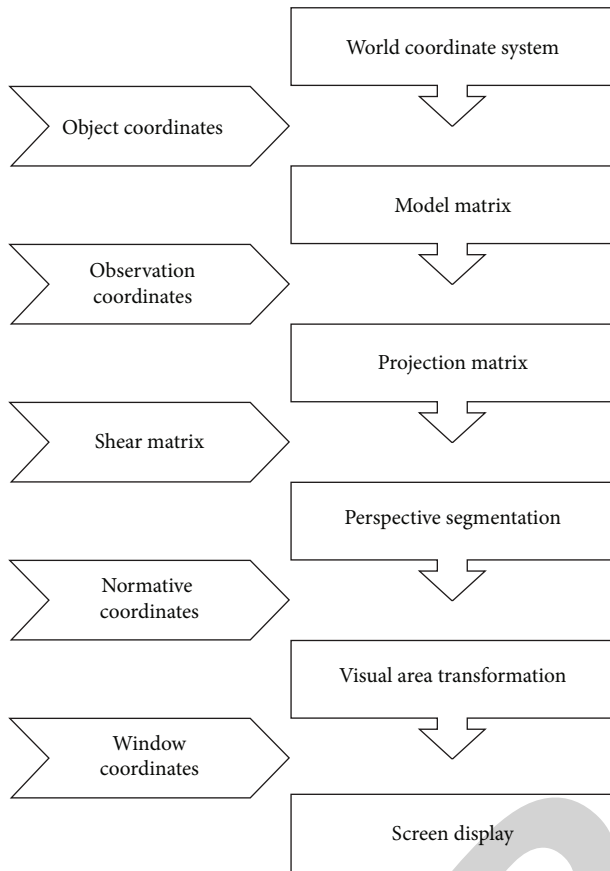 World coordinate system
Object coordinates
Model matrix
Observation
coordinates
Projection matrix
Shear matrix
Perspective segmentation
Normative
coordinates
Visual area transformation
Window
coordinates
Screen display